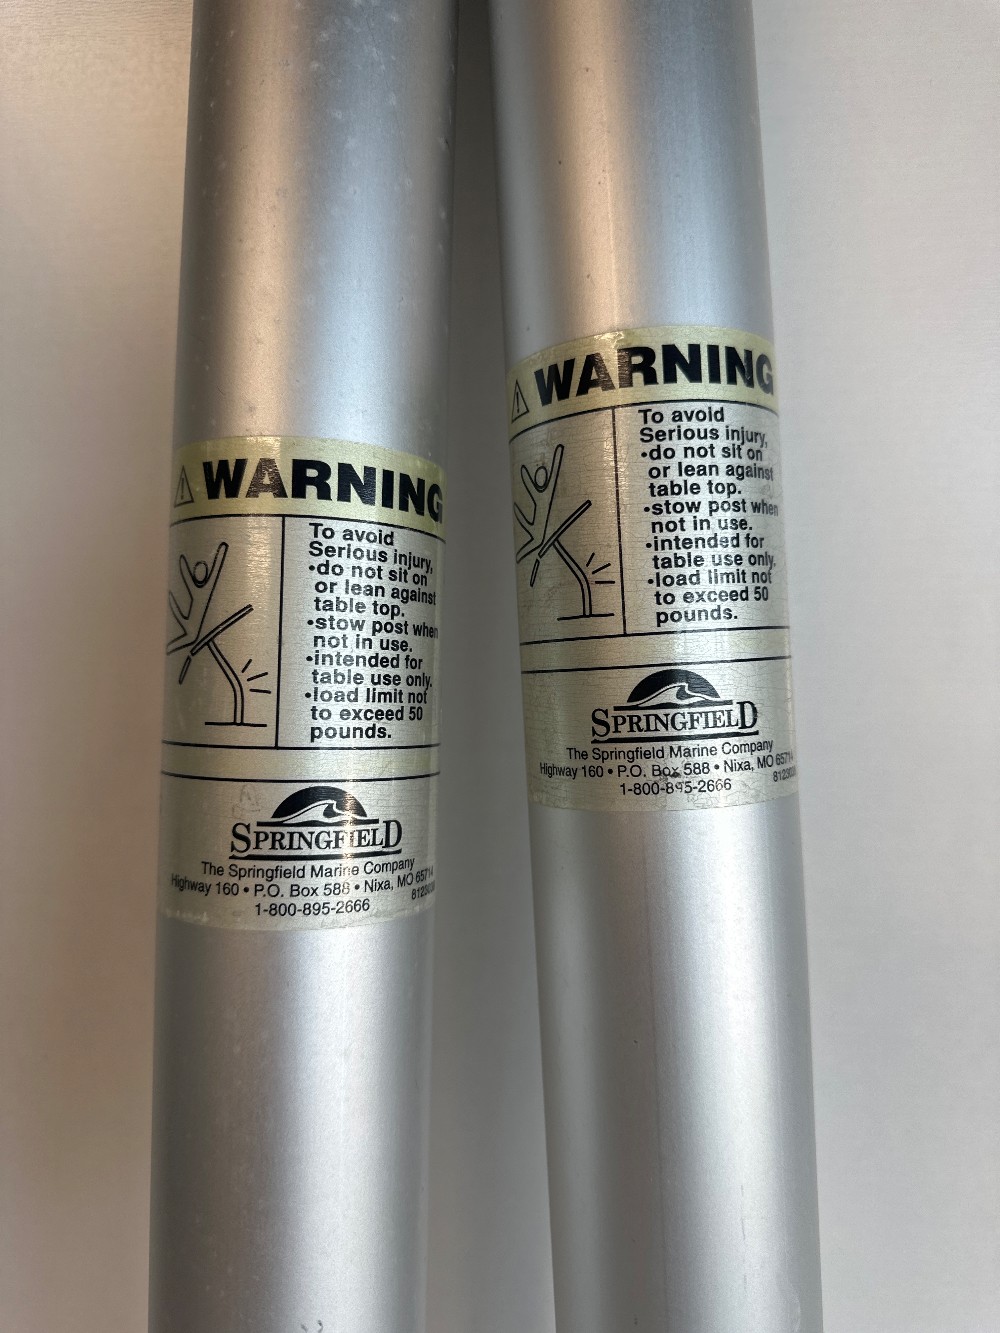 WARNING
To avoid
Serious injury,
•do not sit on
or lean against
table top.
•stow post when
not in use.
•intended for
table use only.
•load limit not
to exceed 50
pounds.
SPRINGFIELD
The Springfield Marine Company
Highway 160 • P.O. Box 588 • Nixa, MO 65714
1-800-895-2666
WARNING
To avoid
Serious injury,
•do not sit on
or lean against
table top.
•stow post when
not in use.
•intended for
table use only.
•load limit not
to exceed 50
pounds.
SPRINGFIELD
The Springfield Marine Company
Highway 160 • P.O. Box 588 • Nixa, MO 65714
1-800-895-2666